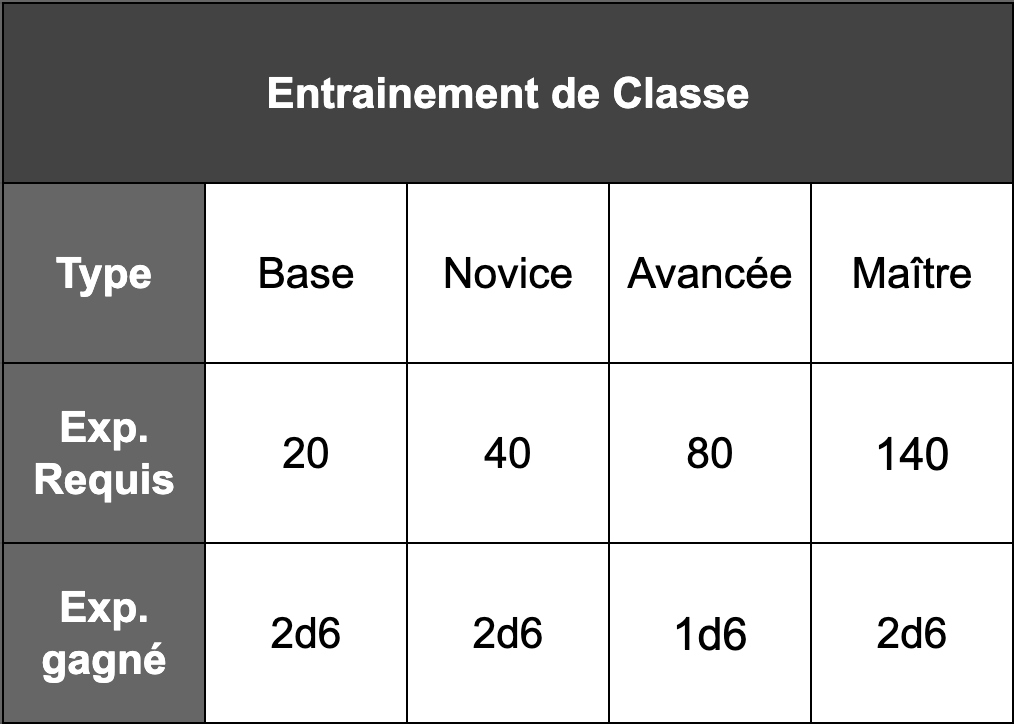 Entrainement de Classe
Type Base Novice Avancée Maître
Exp. Requis 20 40 80 140
Exp. gagné 2d6 2d6 1d6 2d6